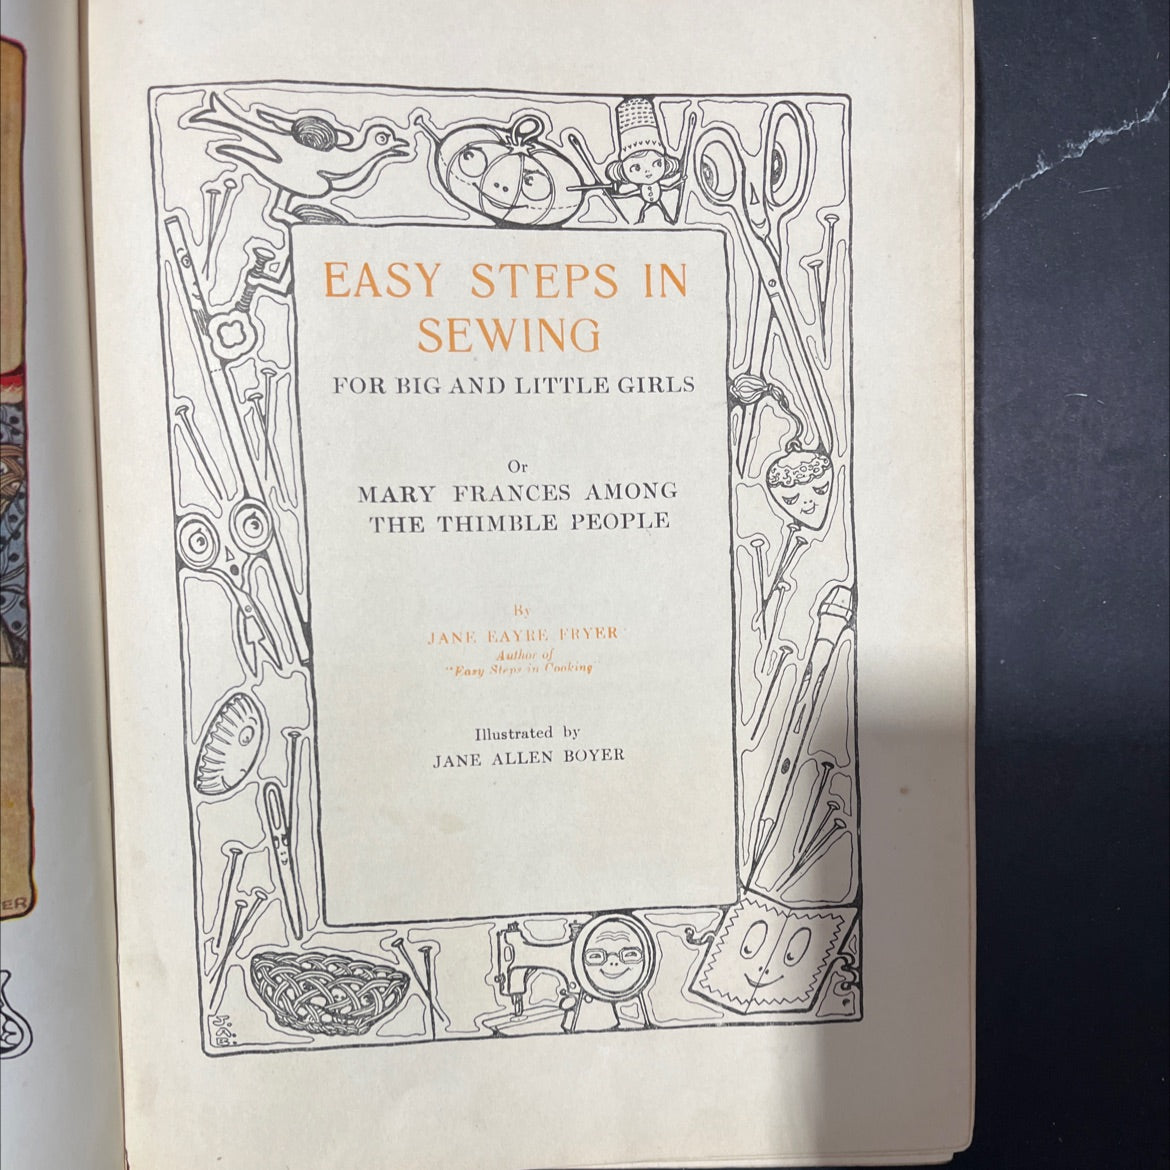 EASY STEPS IN
SEWING
FOR BIG AND LITTLE GIRLS
Or
MARY FRANCES AMONG
THE THIMBLE PEOPLE
By
JANE EAYRE FRYER
Author of
"Easy Steps in Cooking
Illustrated by
JANE ALLEN BOYER
ER